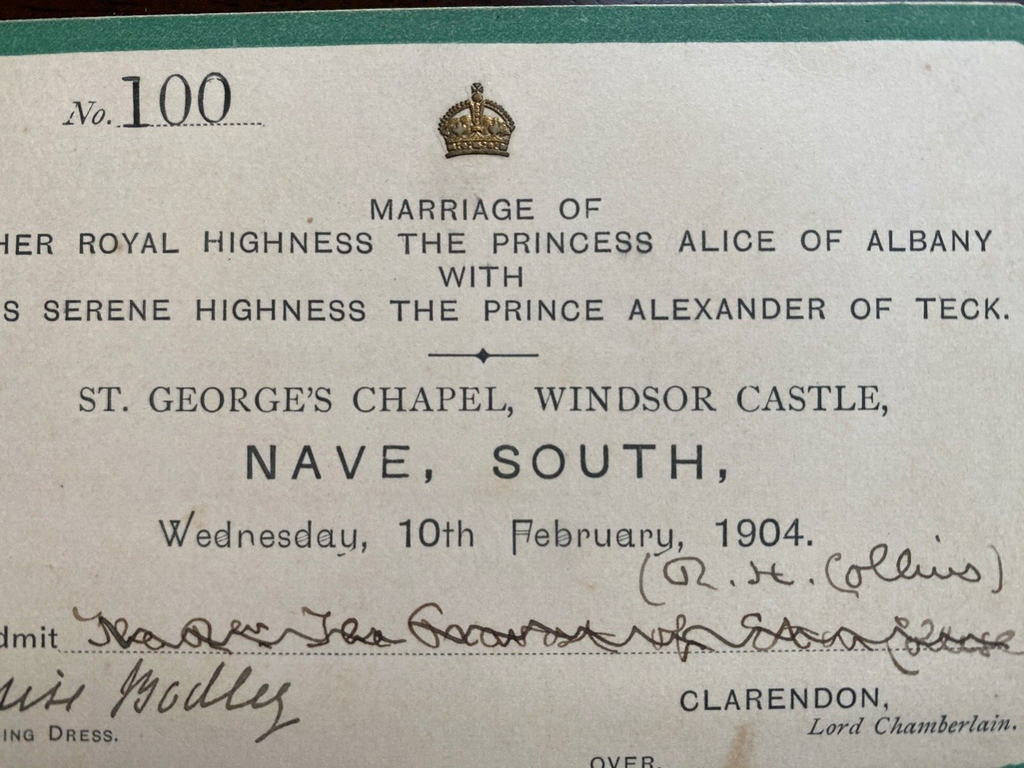 No. 100
MARRIAGE OF
HER ROYAL HIGHNESS THE PRINCESS ALICE OF ALBANY
WITH
S SERENE HIGHNESS THE PRINCE ALEXANDER OF TECK.
ST. GEORGE'S CHAPEL, WINDSOR CASTLE,
NAVE, SOUTH,
Wednesday, 10th February, 1904.
(R. H. Collins)
dmit
Bodley
CLARENDON,
ING DRESS.
Lord Chamberlain.
OVER.